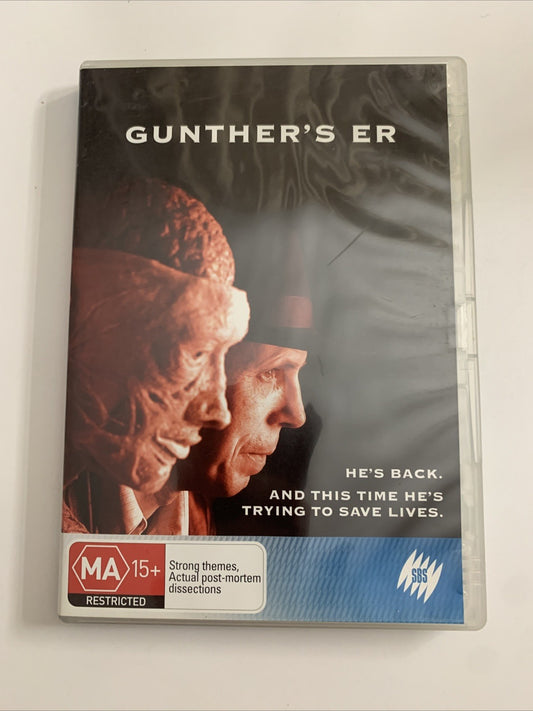 GUNTHER'S ER
HE'S BACK.
AND THIS TIME HE'S
TRYING TO SAVE LIVES.
MA 15+
RESTRICTED
Strong themes,
Actual post-mortem
dissections
SBS